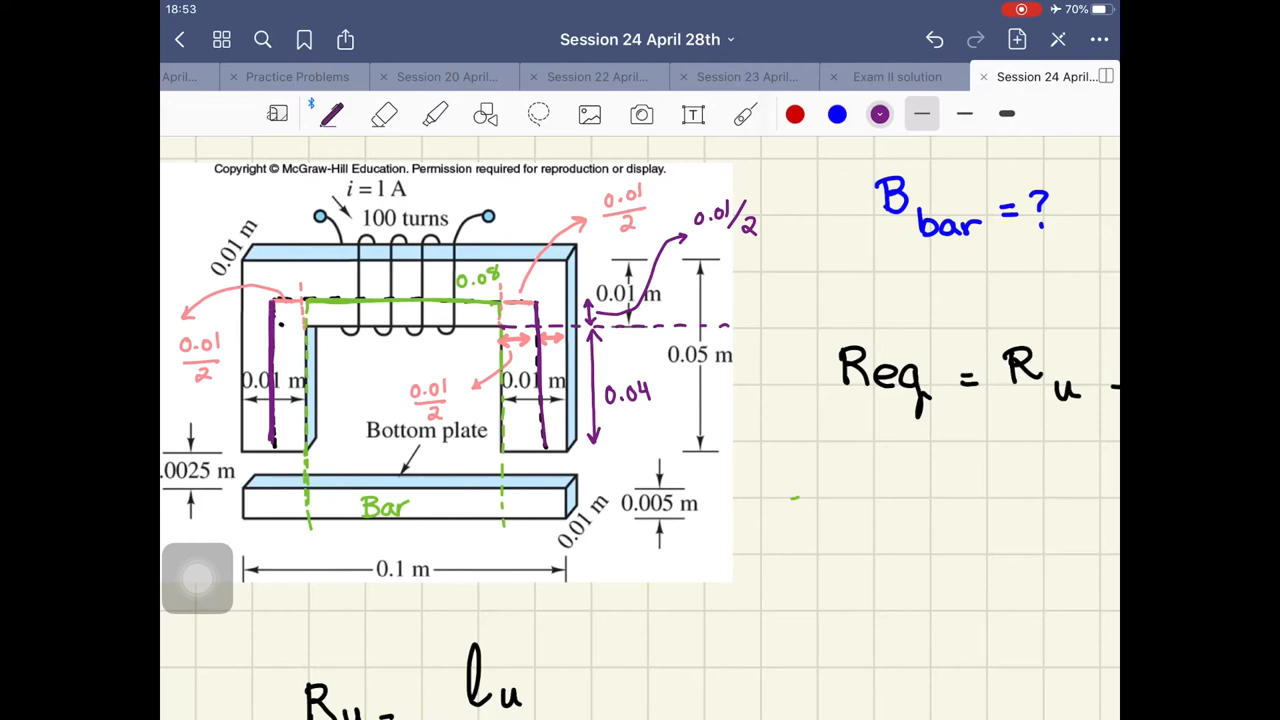 18:53
70%
Session 24 April 28th
April...
Practice Problems
Session 20 April...
Session 22 April...
Session 23 April...
Exam II solution
Session 24 April...
T
Copyright © McGraw-Hill Education. Permission required for reproduction or display.
i = 1 A
100 turns
0.01 m
0.01/2
0.01/2
B bar = ?
0.08
0.01 m
0.05 m
0.01/2
0.01 m
0.01/2
0.01 m
0.04
Req = Ru -
Bottom plate
.0025 m
Bar
0.005 m
0.01 m
0.1 m
Ru = lu